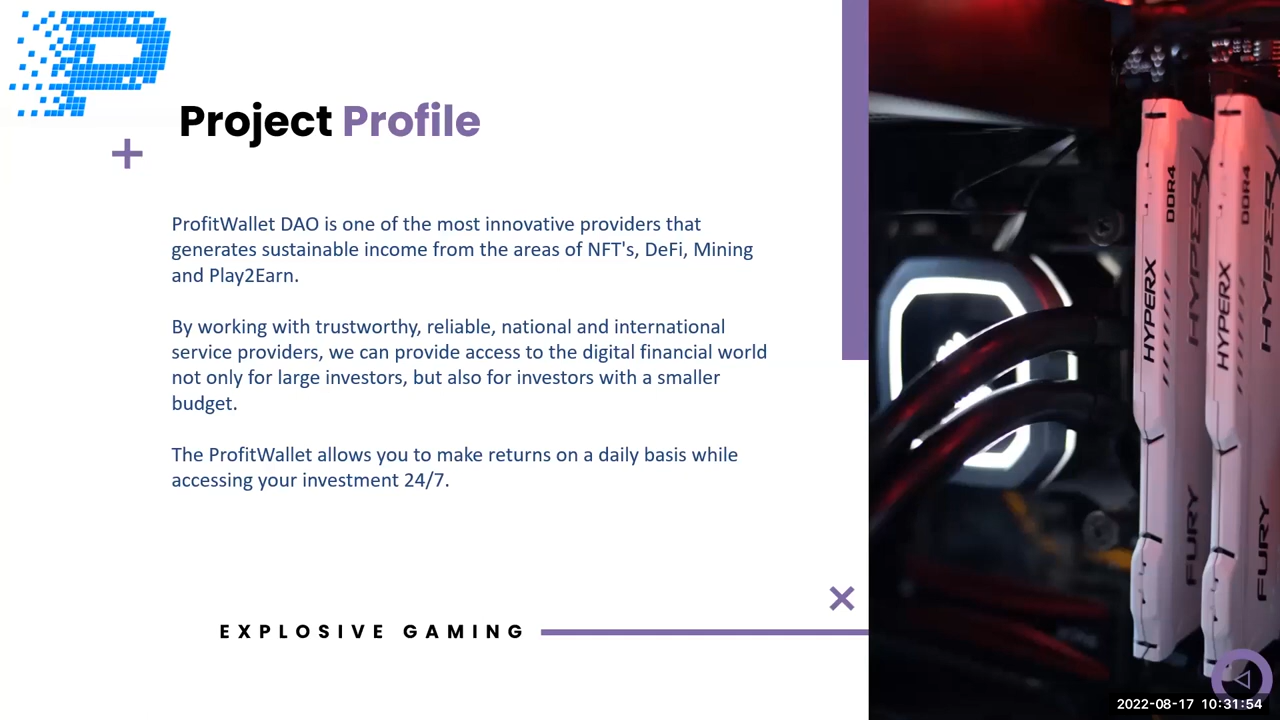 Project Profile
ProfitWallet DAO is one of the most innovative providers that
generates sustainable income from the areas of NFT's, DeFi, Mining
and Play2Earn.
By working with trustworthy, reliable, national and international
service providers, we can provide access to the digital financial world
not only for large investors, but also for investors with a smaller
budget.
The ProfitWallet allows you to make returns on a daily basis while
accessing your investment 24/7.
EXPLOSIVE GAMING
HYPERX
FURY
DDR4
HYPERX
HYPERX
FURY
DDR4
HYPERX
2022-08-17 10:31:54